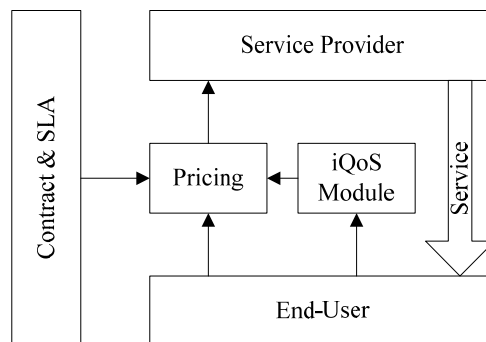 Service Provider
Contract & SLA
Pricing
iQoS
Module
Service
End-User